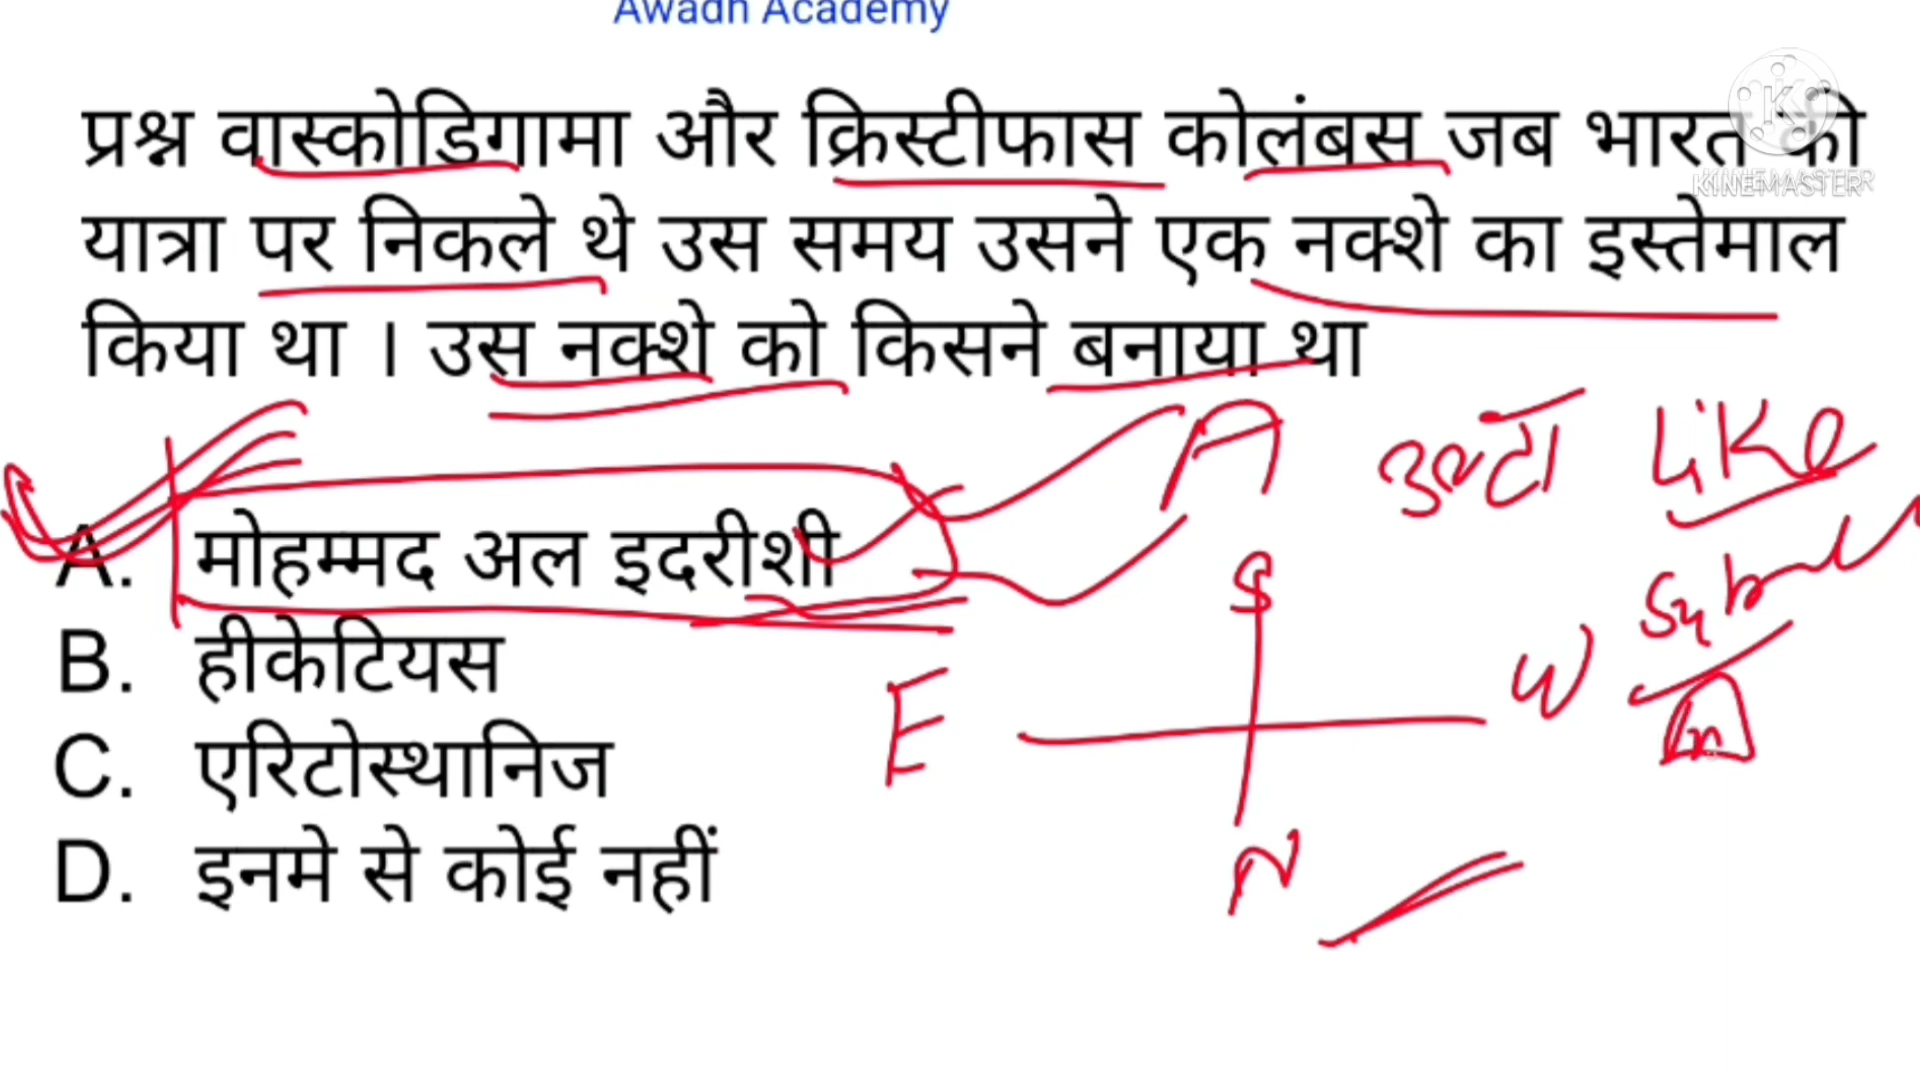 Awadh Academy
प्रश्न वास्कोडिगामा और क्रिस्टीफास कोलंबस जब भारत की
KINEMASTER
यात्रा पर निकले थे उस समय उसने एक नक्शे का इस्तेमाल
किया था । उस नक्शे को किसने बनाया था
A उल्टा Like
A. मोहम्मद अल इदरीशी
S
B. हीकेटियस
E W
C. एरिटोस्थानिज
D. इनमे से कोई नहीं
N